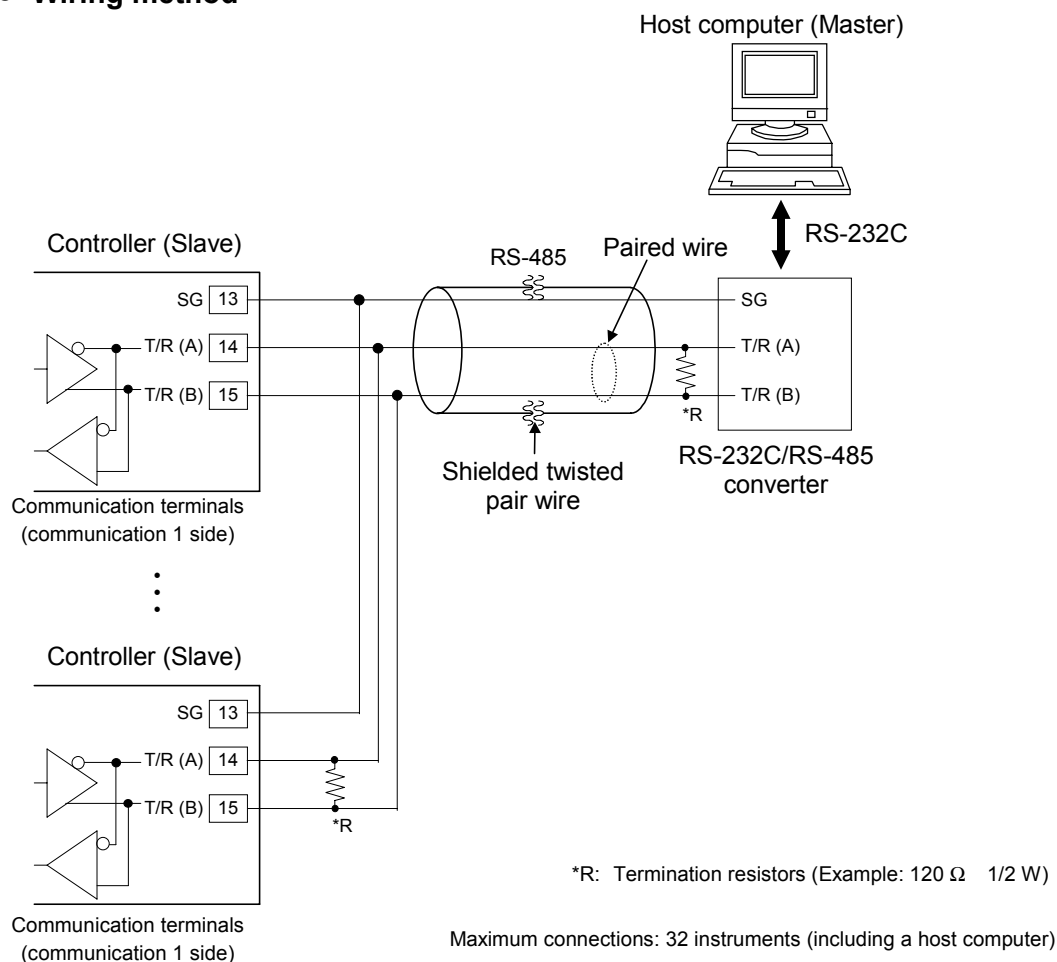 Wiring method
Host computer (Master)
RS-232C
Controller (Slave)
RS-485
Paired wire
SG 13
SG
T/R (A) 14
T/R (A)
T/R (B) 15
T/R (B)
*R
Shielded twisted
pair wire
RS-232C/RS-485
converter
Communication terminals
(communication 1 side)
Controller (Slave)
SG 13
T/R (A) 14
T/R (B) 15
*R
*R: Termination resistors (Example: 120 Ω 1/2 W)
Communication terminals
(communication 1 side)
Maximum connections: 32 instruments (including a host computer)